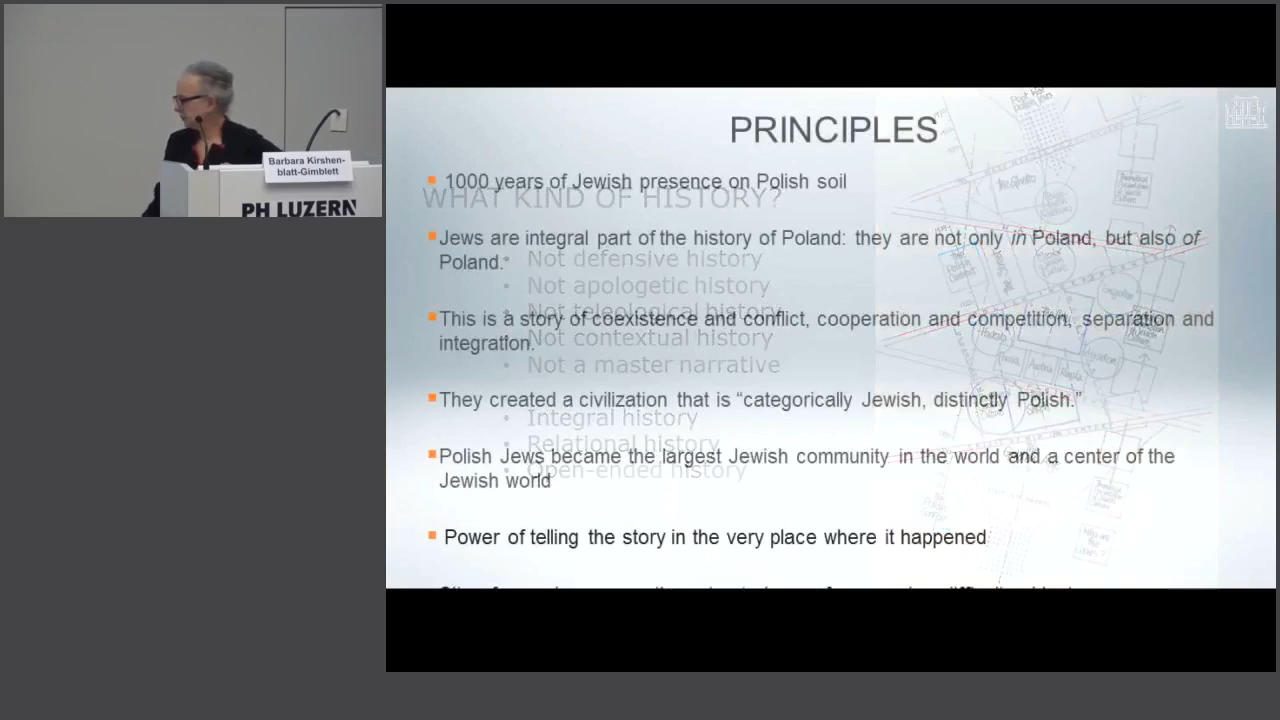 Barbara Kirshen-
blatt-Gimblett
PH LUZERN
PRINCIPLES
1000 years of Jewish presence on Polish soil
Jews are integral part of the history of Poland: they are not only in Poland, but also of
Poland.
This is a story of coexistence and conflict, cooperation and competition, separation and
integration.
They created a civilization that is “categorically Jewish, distinctly Polish.”
Polish Jews became the largest Jewish community in the world and a center of the
Jewish world
Power of telling the story in the very place where it happened
WHAT KIND OF HISTORY?
Not defensive history
Not apologetic history
Not teleological history
Not contextual history
Not a master narrative
Integral history
Relational history
Open-ended history